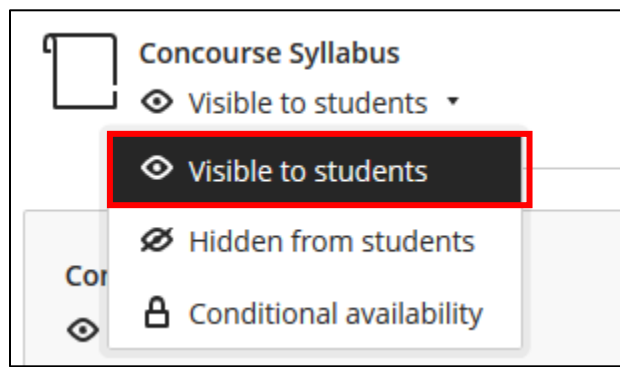 Concourse Syllabus
Visible to students
Visible to students
Hidden from students
Conditional availability